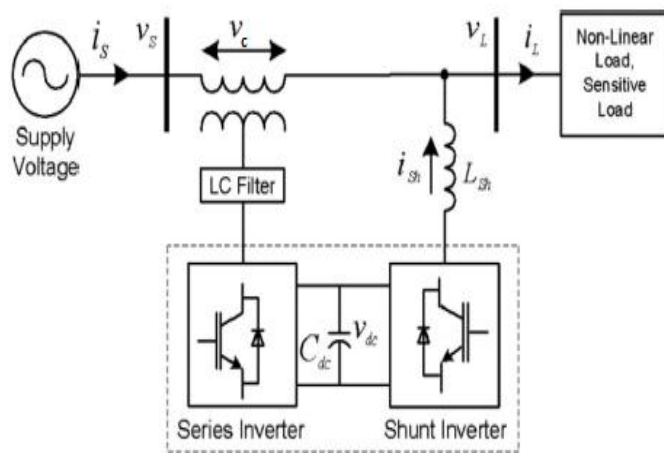 i_S
v_S
v_c
v_L
i_L
Non-Linear
Load,
Sensitive
Load
Supply
Voltage
LC Filter
i_Sh
L_Sh
C_dc
v_dc
Series Inverter
Shunt Inverter